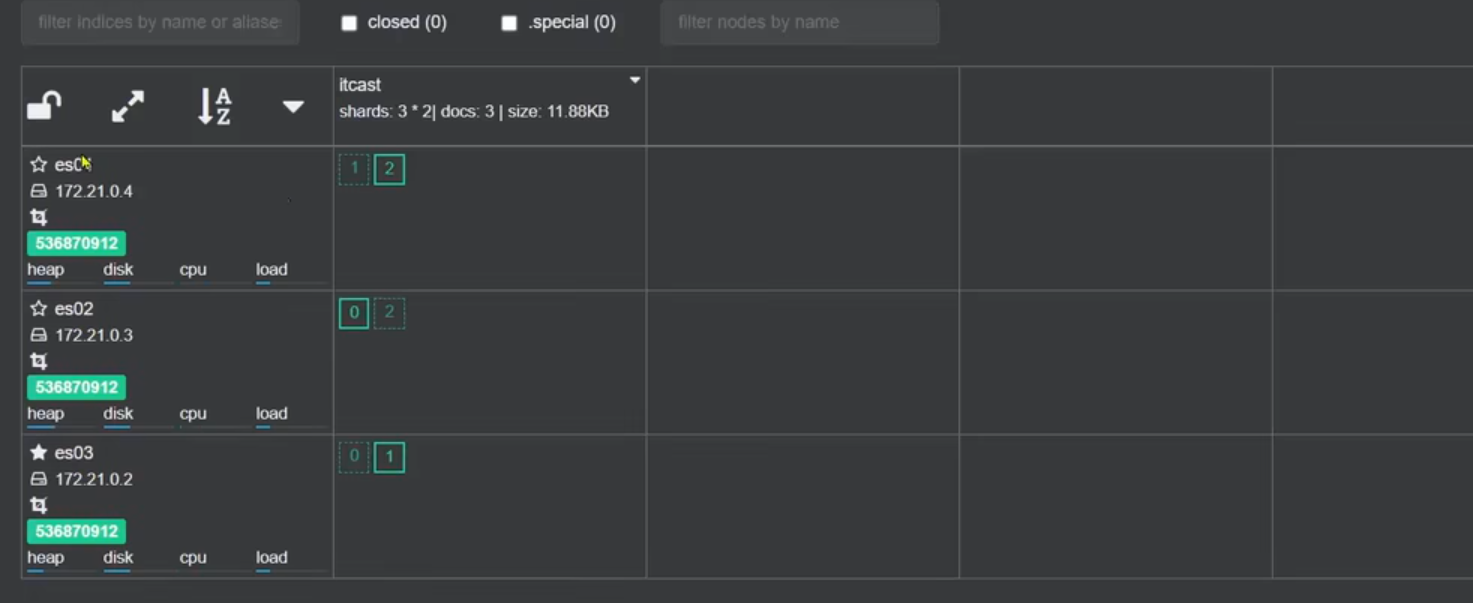 filter indices by name or aliase
closed (0)
.special (0)
filter nodes by name
itcast
shards: 3 * 2| docs: 3 | size: 11.88KB
A
Z
1 2
172.21.0.4
536870912
heap disk cpu load
es02
0 2
172.21.0.3
536870912
heap disk cpu load
es03
0 1
172.21.0.2
536870912
heap disk cpu load